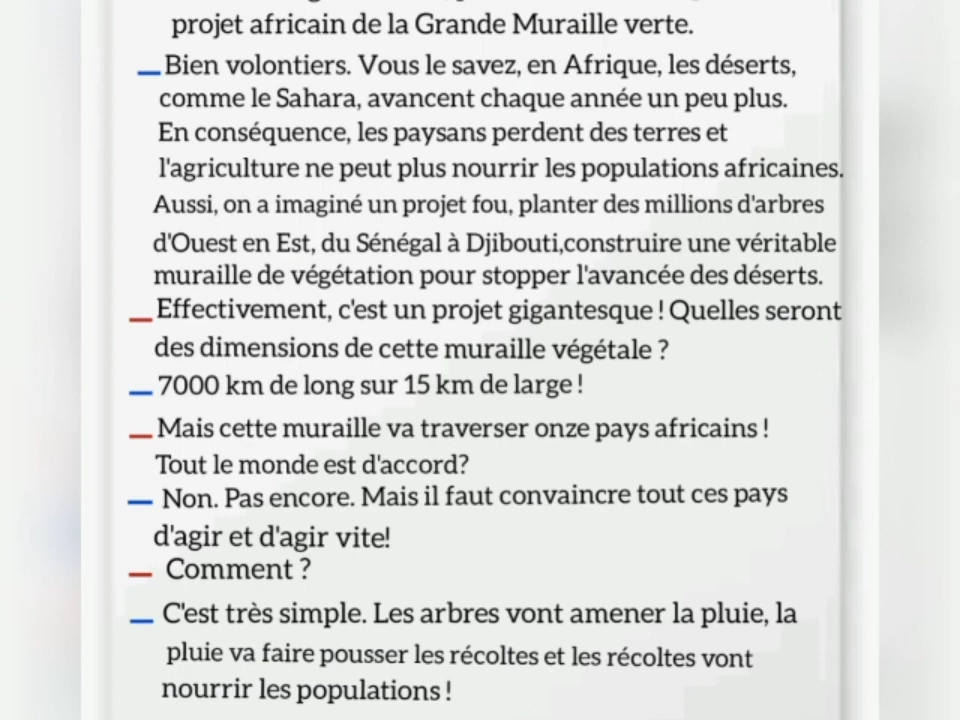 projet africain de la Grande Muraille verte.
_Bien volontiers. Vous le savez, en Afrique, les déserts,
comme le Sahara, avancent chaque année un peu plus.
En conséquence, les paysans perdent des terres et
l'agriculture ne peut plus nourrir les populations africaines.
Aussi, on a imaginé un projet fou, planter des millions d'arbres
d'Ouest en Est, du Sénégal à Djibouti,construire une véritable
muraille de végétation pour stopper l'avancée des déserts.
_Effectivement, c'est un projet gigantesque ! Quelles seront
des dimensions de cette muraille végétale ?
_7000 km de long sur 15 km de large !
_Mais cette muraille va traverser onze pays africains !
Tout le monde est d'accord?
_ Non. Pas encore. Mais il faut convaincre tout ces pays
d'agir et d'agir vite!
_ Comment ?
_ C'est très simple. Les arbres vont amener la pluie, la
pluie va faire pousser les récoltes et les récoltes vont
nourrir les populations !